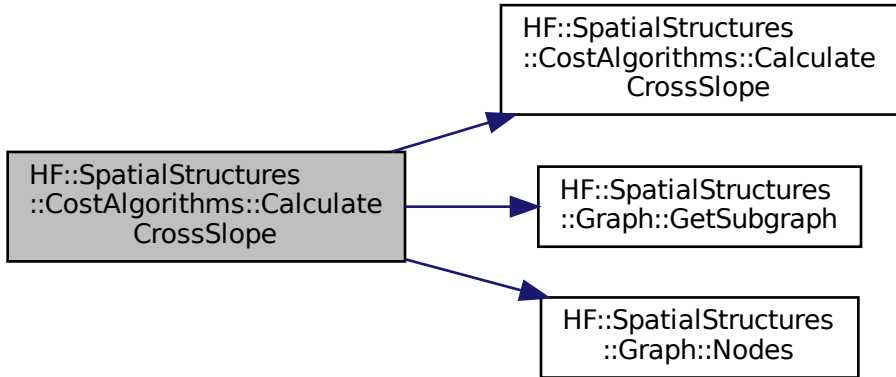 HF::SpatialStructures
::CostAlgorithms::Calculate
CrossSlope
HF::SpatialStructures
::CostAlgorithms::Calculate
CrossSlope
HF::SpatialStructures
::Graph::GetSubgraph
HF::SpatialStructures
::Graph::Nodes